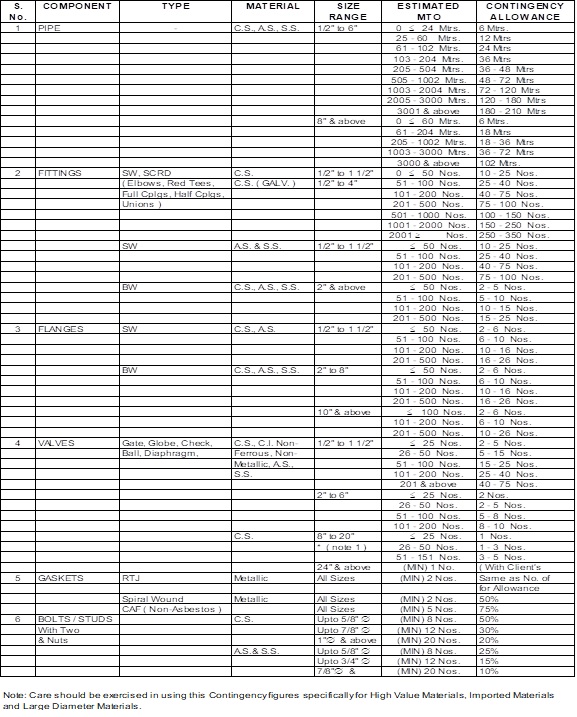 S. No. COMPONENT TYPE MATERIAL SIZE RANGE ESTIMATED MTO CONTINGENCY ALLOWANCE
1 PIPE C.S., A.S., S.S. 1/2" to 6" 0 ≤ 24 Mtrs. 6 Mtrs.
25 - 60 Mtrs. 12 Mtrs
61 - 102 Mtrs. 24 Mtrs
103 - 204 Mtrs. 36 Mtrs
205 - 504 Mtrs. 36 - 48 Mtrs
505 - 1002 Mtrs. 48 - 72 Mtrs
1003 - 2004 Mtrs. 72 - 120 Mtrs
2005 - 3000 Mtrs. 120 - 180 Mtrs
3001 & above 180 - 210 Mtrs
8" & above 0 ≤ 60 Mtrs. 6 Mtrs.
61 - 204 Mtrs. 18 Mtrs
205 - 1002 Mtrs. 18 - 36 Mtrs
1003 - 3000 Mtrs. 36 - 72 Mtrs
3000 & above 102 Mtrs.
2 FITTINGS SW, SCRD C.S. 1/2" to 1 1/2" 0 ≤ 50 Nos. 10 - 25 Nos.
( Elbows, Red Tees, C.S. ( GALV. ) 1/2" to 4" 51 - 100 Nos. 25 - 40 Nos.
Full Cplgs, Half Cplgs, 101 - 200 Nos. 40 - 75 Nos.
Unions ) 201 - 500 Nos. 75 - 100 Nos.
501 - 1000 Nos. 100 - 150 Nos.
1001 - 2000 Nos. 150 - 250 Nos.
2001 ≥ Nos. 250 - 350 Nos.
SW A.S. & S.S. 1/2" to 1 1/2" ≤ 50 Nos. 10 - 25 Nos.
51 - 100 Nos. 25 - 40 Nos.
101 - 200 Nos. 40 - 75 Nos.
201 - 500 Nos. 75 - 100 Nos.
BW C.S., A.S., S.S. 2" & above ≤ 50 Nos. 2 - 5 Nos.
51 - 100 Nos. 5 - 10 Nos.
101 - 200 Nos. 10 - 15 Nos.
201 - 500 Nos. 15 - 25 Nos.
3 FLANGES SW C.S., A.S. 1/2" to 1 1/2" ≤ 50 Nos. 2 - 6 Nos.
51 - 100 Nos. 6 - 10 Nos.
101 - 200 Nos. 10 - 16 Nos.
201 - 500 Nos. 16 - 26 Nos.
BW C.S., A.S., S.S. 2" to 8" ≤ 50 Nos. 2 - 6 Nos.
51 - 100 Nos. 6 - 10 Nos.
101 - 200 Nos. 10 - 16 Nos.
201 - 500 Nos. 16 - 26 Nos.
10" & above ≤ 100 Nos. 2 - 6 Nos.
101 - 200 Nos. 6 - 10 Nos.
201 - 500 Nos. 10 - 26 Nos.
4 VALVES Gate, Globe, Check, C.S., C.I. Non- 1/2" to 1 1/2" ≤ 25 Nos. 2 - 5 Nos.
Ball, Diaphragm, Ferrous, Non- 26 - 50 Nos. 5 - 15 Nos.
Metallic, A.S., 51 - 100 Nos. 15 - 25 Nos.
S.S. 101 - 200 Nos. 25 - 40 Nos.
201 & above 40 - 75 Nos.
2" to 6" ≤ 25 Nos. 2 Nos.
26 - 50 Nos. 2 - 5 Nos.
51 - 100 Nos. 5 - 8 Nos.
101 - 200 Nos. 8 - 10 Nos.
C.S. 8" to 20" ≤ 25 Nos. 1 Nos.
* ( note 1 ) 26 - 50 Nos. 1 - 3 Nos.
51 - 151 Nos. 3 - 5 Nos.
24" & above (MIN) 1 No. ( With Client's
5 GASKETS RTJ Metallic All Sizes (MIN) 2 Nos. Same as No. of
for Allowance
Spiral Wound Metallic All Sizes (MIN) 2 Nos. 50%
CAF ( Non-Asbestos ) All Sizes (MIN) 5 Nos. 75%
6 BOLTS / STUDS C.S. Upto 5/8" (MIN) 8 Nos. 50%
With Two Upto 7/8" (MIN) 12 Nos. 30%
& Nuts 1" & above (MIN) 20 Nos. 20%
A.S.& S.S. Upto 5/8" (MIN) 8 Nos. 25%
Upto 3/4" (MIN) 12 Nos. 15%
7/8" & (MIN) 20 Nos. 10%
Note: Care should be exercised in using this Contingency figures specifically for High Value Materials, Imported Materials
and Large Diameter Materials.